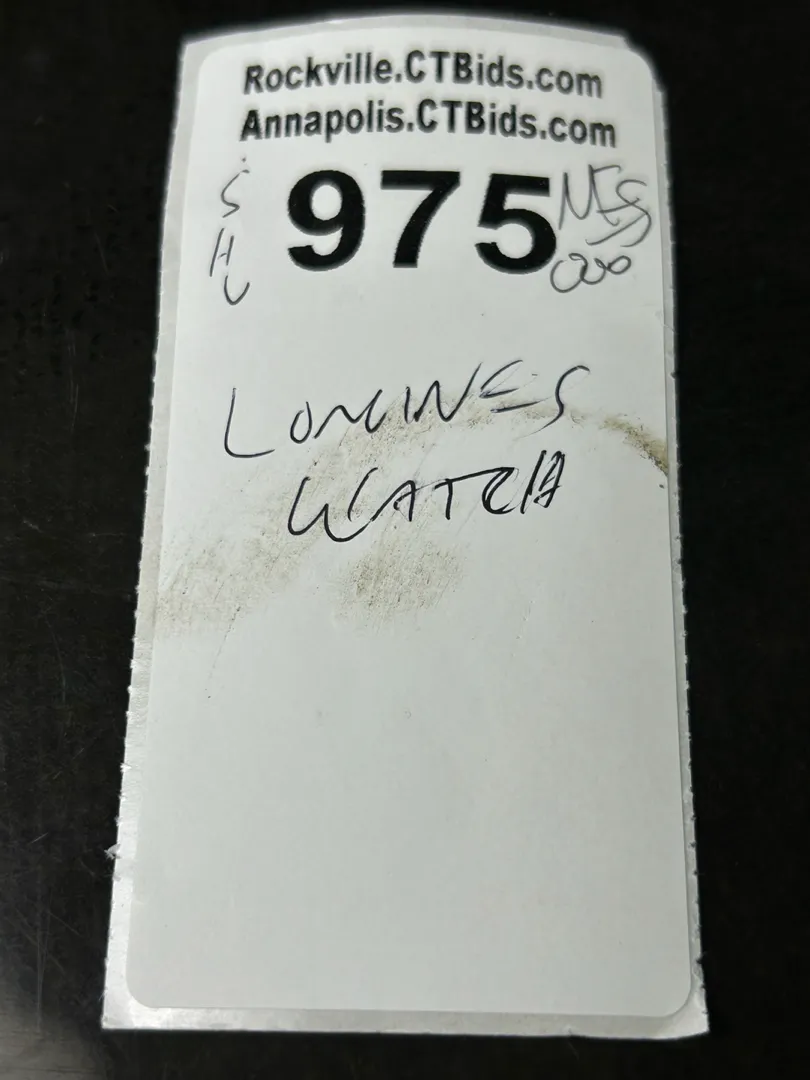 Rockville.CTBids.com
Annapolis.CTBids.com
S H U
975
LONGINES
WATCH